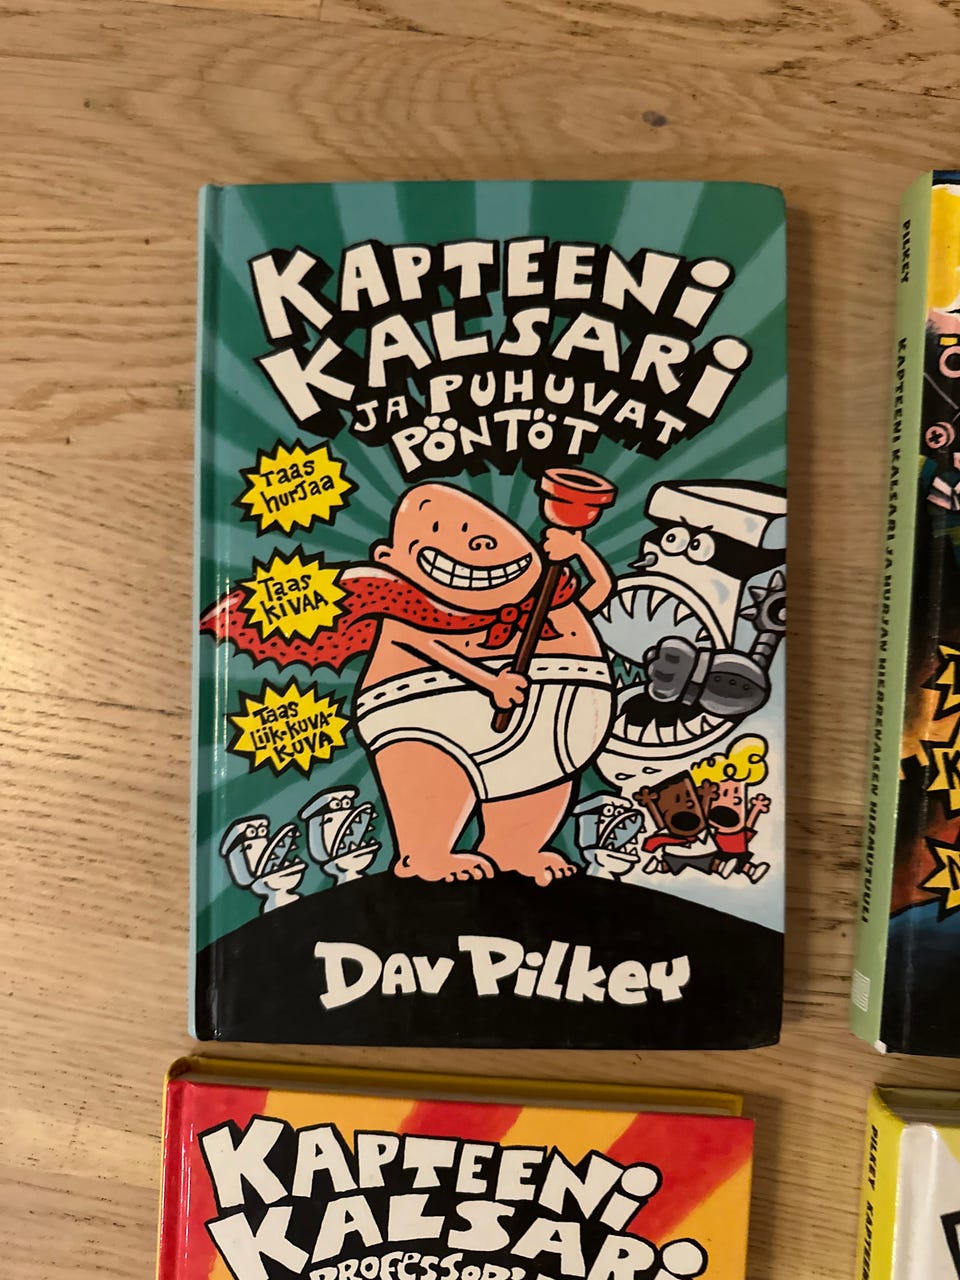 KAPTEENI
KALSARI
JA PUHUVAT
PÖNTÖT
Taas
hurjaa
Taas
KIVAA
Taas
Liik-kuva-
KUVA
Dav Pilkey
PILKEY KAPTEENI KALSARI JA HURJAN HIERRENAISEN HIRMUTUULI
KAPTEENI
KALSARI
PILKEY